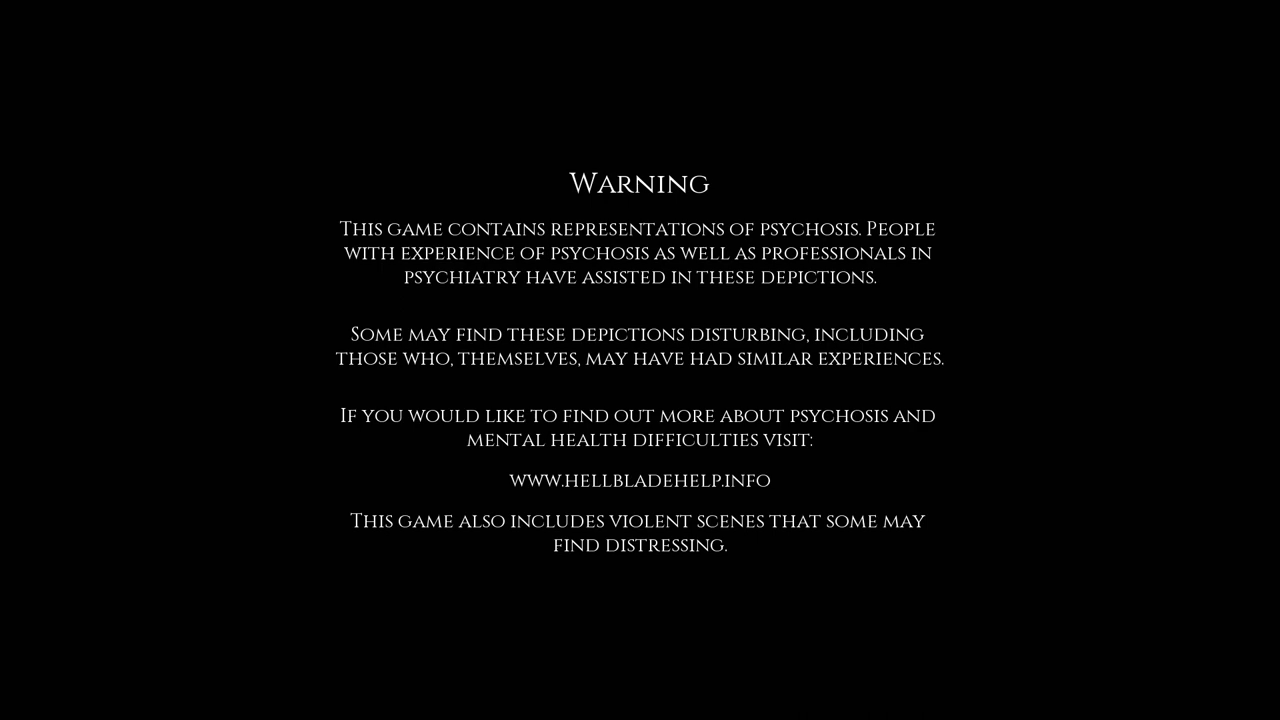 Warning
This game contains representations of psychosis. People
with experience of psychosis as well as professionals in
psychiatry have assisted in these depictions.
Some may find these depictions disturbing, including
those who, themselves, may have had similar experiences.
If you would like to find out more about psychosis and
mental health difficulties visit:
www.hellbladehelp.info
This game also includes violent scenes that some may
find distressing.